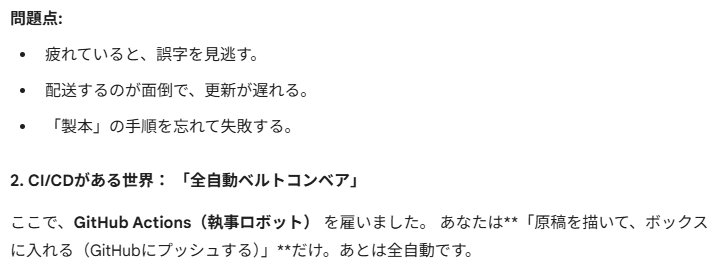 問題点:
• 疲れていると、誤字を見逃す。
• 配送するのが面倒で、更新が遅れる。
• 「製本」の手順を忘れて失敗する。
2. CI/CDがある世界： 「全自動ベルトコンベア」
ここで、GitHub Actions（執事ロボット） を雇いました。 あなたは**「原稿を描いて、ボックス
に入れる（GitHubにプッシュする）」**だけ。あとは全自動です。